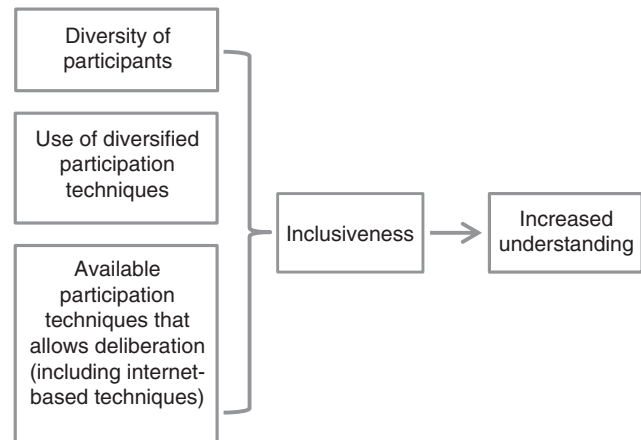 Diversity of
participants
Use of diversified
participation
techniques
Available
participation
techniques that
allows deliberation
(including internet-
based techniques)
Inclusiveness
Increased
understanding